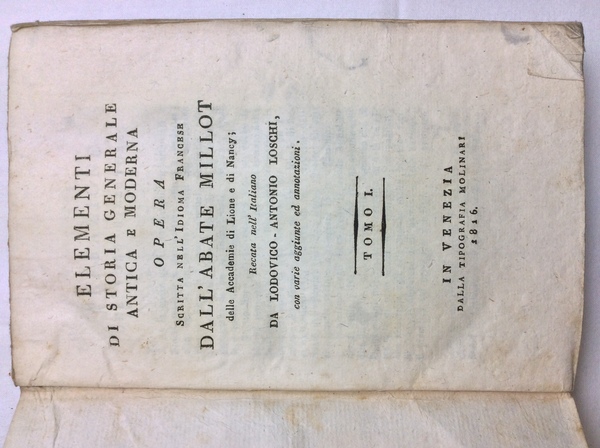 ELEMENTI
DI STORIA GENERALE
ANTICA E MODERNA
OPERA
SCRITTA NELL'IDIOMA FRANCESE
DALL'ABATE MILLOT
delle Accademie di Lione e di Nancy;
Recata nell' Italiano
DA LODOVICO-ANTONIO LOSCHI,
con varie aggiunte ed annotazioni.
TOMO I.
IN VENEZIA
DALLA TIPOGRAFIA MOLINARI
1816.